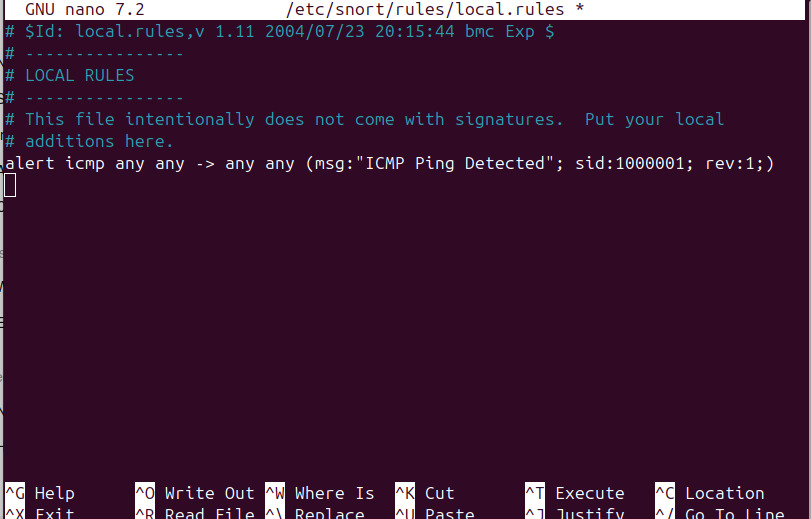 GNU nano 7.2 /etc/snort/rules/local.rules *
# $Id: local.rules,v 1.11 2004/07/23 20:15:44 bmc Exp $
# ----------------
# LOCAL RULES
# ----------------
# This file intentionally does not come with signatures.  Put your local
# additions here.
alert icmp any any -> any any (msg:"ICMP Ping Detected"; sid:1000001; rev:1;)
^G Help ^O Write Out ^W Where Is ^K Cut ^T Execute ^C Location
^X Exit ^R Read File ^\ Replace ^U Paste ^J Justify ^/ Go To Line